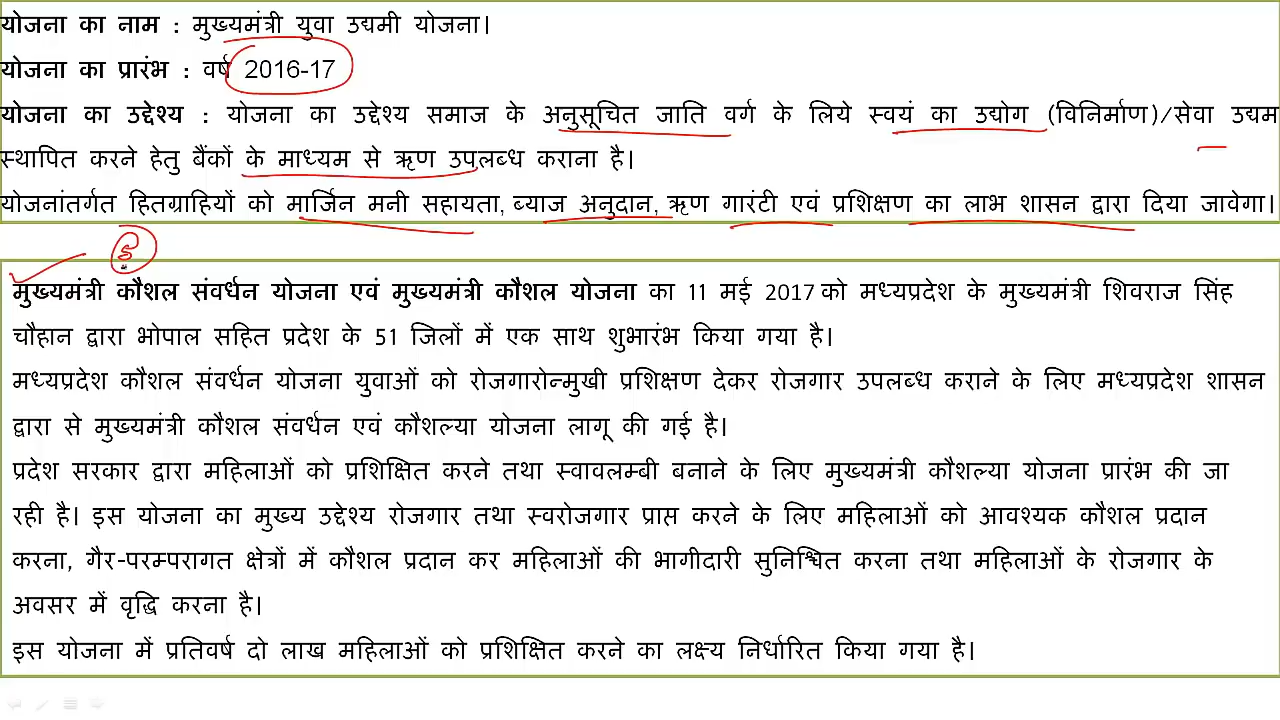 योजना का नाम : मुख्यमंत्री युवा उद्यमी योजना।
योजना का प्रारंभ : वर्ष 2016-17
योजना का उद्देश्य : योजना का उद्देश्य समाज के अनुसूचित जाति वर्ग के लिये स्वयं का उद्योग (विनिर्माण)/सेवा उद्यम
स्थापित करने हेतु बैंकों के माध्यम से ऋण उपलब्ध कराना है।
योजनांतर्गत हितग्राहियों को मार्जिन मनी सहायता, ब्याज अनुदान, ऋण गारंटी एवं प्रशिक्षण का लाभ शासन द्वारा दिया जावेगा।
मुख्यमंत्री कौशल संवर्धन योजना एवं मुख्यमंत्री कौशल योजना का 11 मई 2017 को मध्यप्रदेश के मुख्यमंत्री शिवराज सिंह
चौहान द्वारा भोपाल सहित प्रदेश के 51 जिलों में एक साथ शुभारंभ किया गया है।
मध्यप्रदेश कौशल संवर्धन योजना युवाओं को रोजगारोन्मुखी प्रशिक्षण देकर रोजगार उपलब्ध कराने के लिए मध्यप्रदेश शासन
द्वारा से मुख्यमंत्री कौशल संवर्धन एवं कौशल्या योजना लागू की गई है।
प्रदेश सरकार द्वारा महिलाओं को प्रशिक्षित करने तथा स्वावलम्बी बनाने के लिए मुख्यमंत्री कौशल्या योजना प्रारंभ की जा
रही है। इस योजना का मुख्य उद्देश्य रोजगार तथा स्वरोजगार प्राप्त करने के लिए महिलाओं को आवश्यक कौशल प्रदान
करना, गैर-परम्परागत क्षेत्रों में कौशल प्रदान कर महिलाओं की भागीदारी सुनिश्चित करना तथा महिलाओं के रोजगार के
अवसर में वृद्धि करना है।
इस योजना में प्रतिवर्ष दो लाख महिलाओं को प्रशिक्षित करने का लक्ष्य निर्धारित किया गया है।